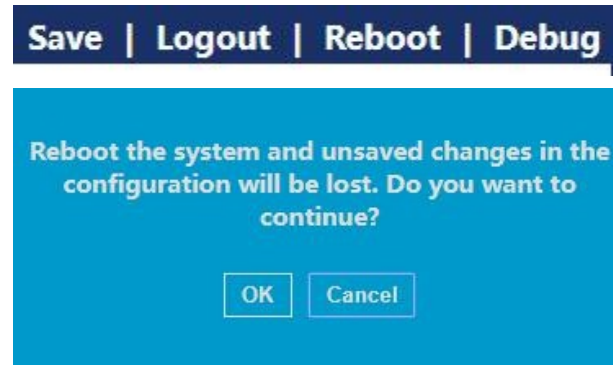 Save | Logout | Reboot | Debug
Reboot the system and unsaved changes in the
configuration will be lost. Do you want to
continue?
OK Cancel